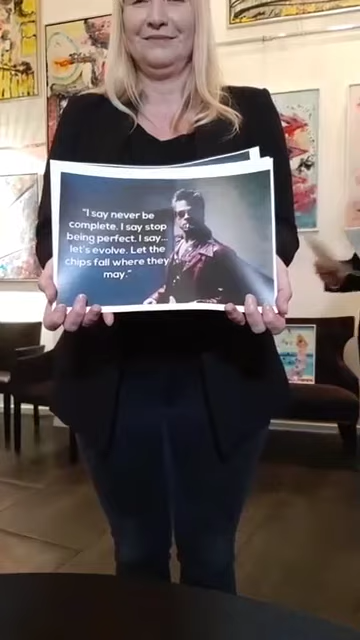 "I say never be
complete. I say stop
being perfect. I say...
let's evolve. Let the
chips fall where they
may."